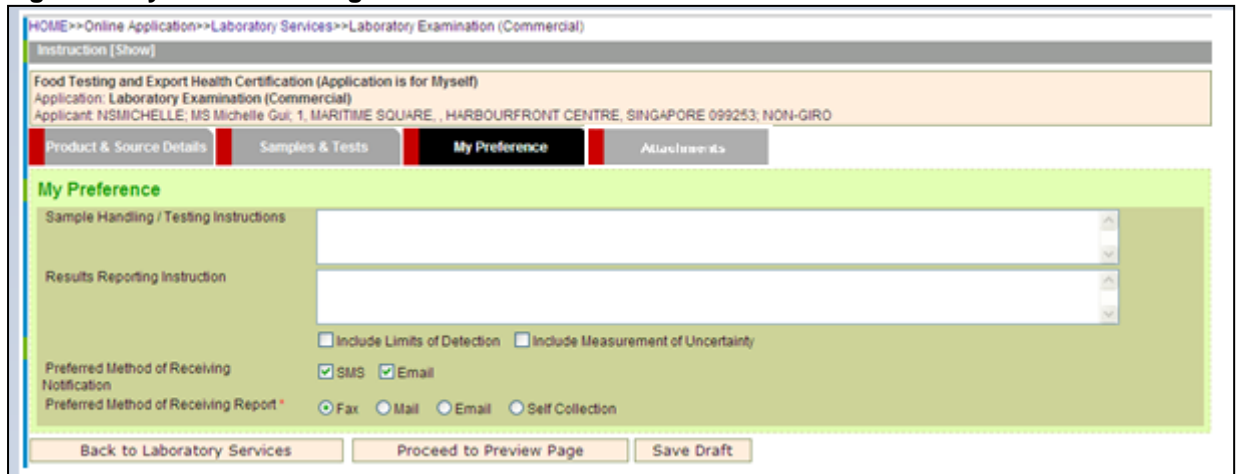 HOME>>Online Application>>Laboratory Services>>Laboratory Examination (Commercial)
Instruction [Show]
Food Testing and Export Health Certification (Application is for Myself)
Application: Laboratory Examination (Commercial)
Applicant: NSMICHELLE; MS Michelle Gui; 1, MARITIME SQUARE, , HARBOURFRONT CENTRE, SINGAPORE 099253; NON-GIRO
Product & Source Details Samples & Tests My Preference Attachments
My Preference
Sample Handling / Testing Instructions
Results Reporting Instruction
Include Limits of Detection Include Measurement of Uncertainty
Preferred Method of Receiving
Notification
SMS Email
Preferred Method of Receiving Report * Fax Mail Email Self Collection
Back to Laboratory Services Proceed to Preview Page Save Draft